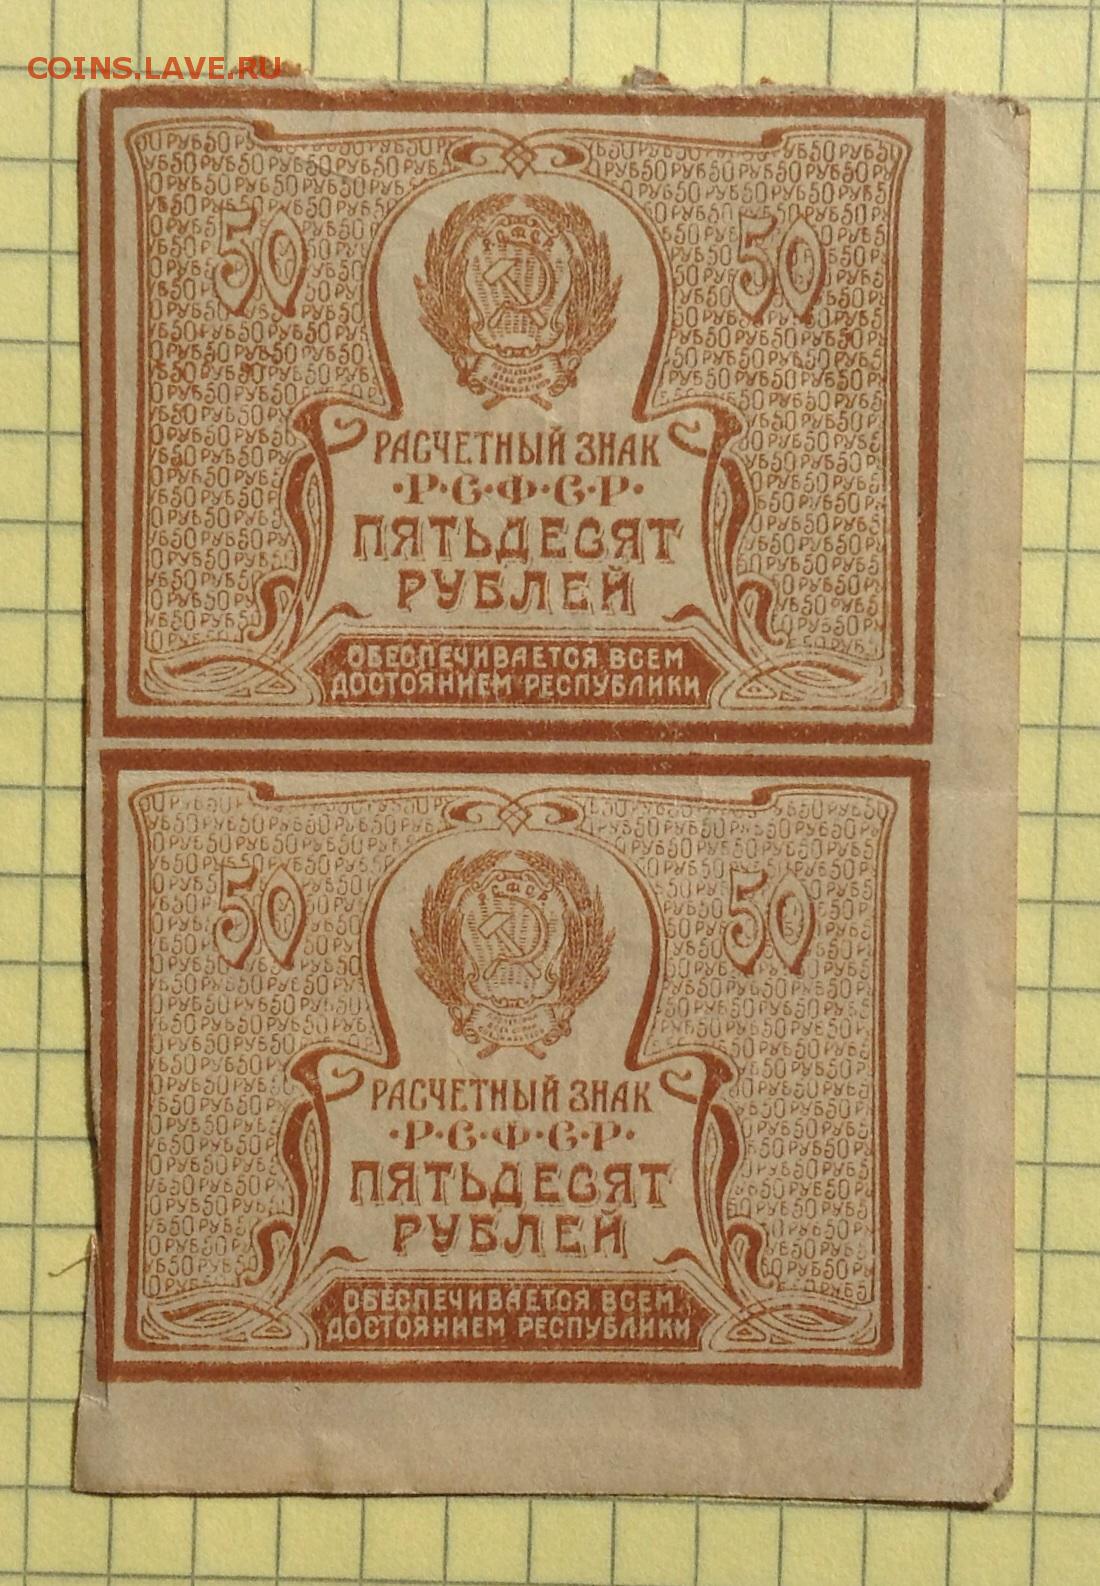 COINS.LAVE.RU
50 50
Р.С.Ф.С.Р.
РАСЧЕТНЫЙ ЗНАК
•Р•С•Ф•С•Р•
ПЯТЬДЕСЯТ
РУБЛЕЙ
ОБЕСПЕЧИВАЕТСЯ ВСЕМ
ДОСТОЯНИЕМ РЕСПУБЛИКИ
50 50
Р.С.Ф.С.Р.
РАСЧЕТНЫЙ ЗНАК
•Р•С•Ф•С•Р•
ПЯТЬДЕСЯТ
РУБЛЕЙ
ОБЕСПЕЧИВАЕТСЯ ВСЕМ
ДОСТОЯНИЕМ РЕСПУБЛИКИ